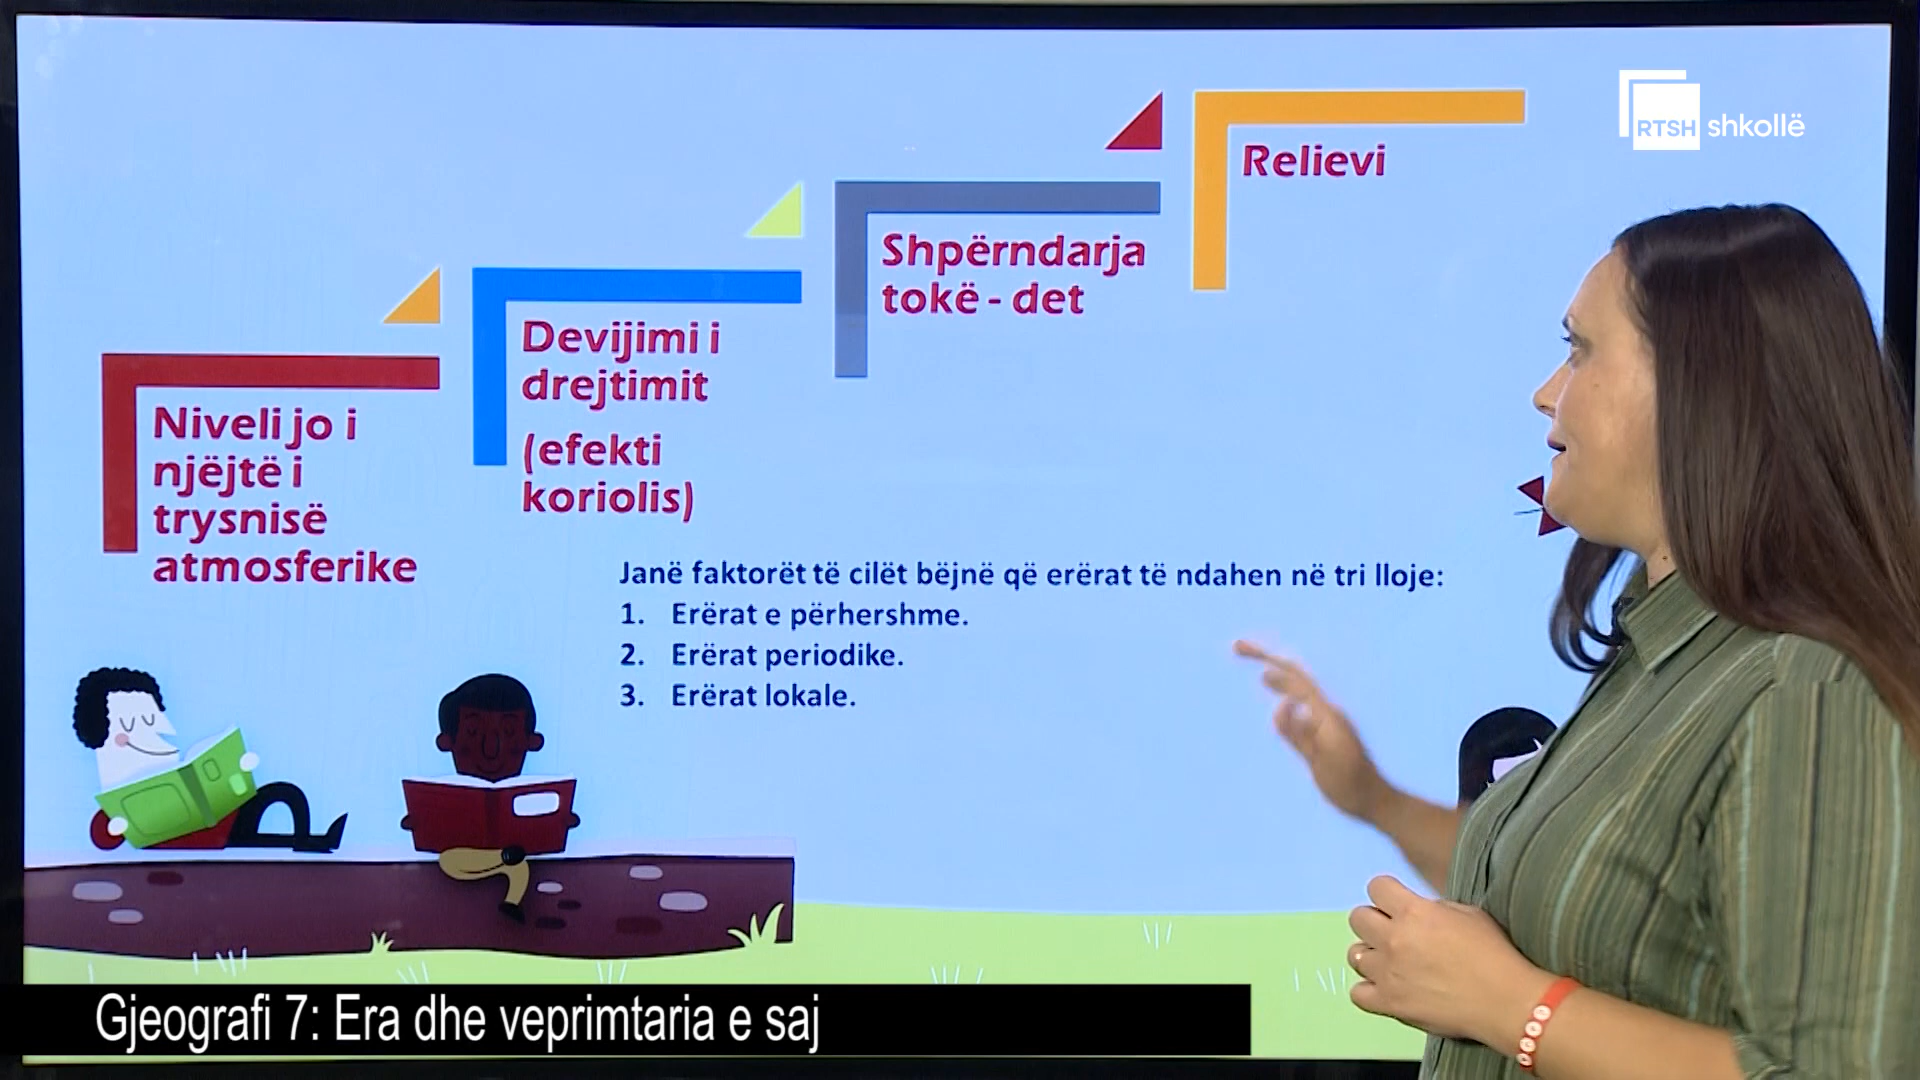 RTSH shkollë
Relievi
Shpërndarja
tokë - det
Devijimi i
drejtimit
(efekti
koriolis)
Niveli jo i
njëjtë i
trysnisë
atmosferike
Janë faktorët të cilët bëjnë që erërat të ndahen në tri lloje:
1. Erërat e përhershme.
2. Erërat periodike.
3. Erërat lokale.
Gjeografi 7: Era dhe veprimtaria e saj